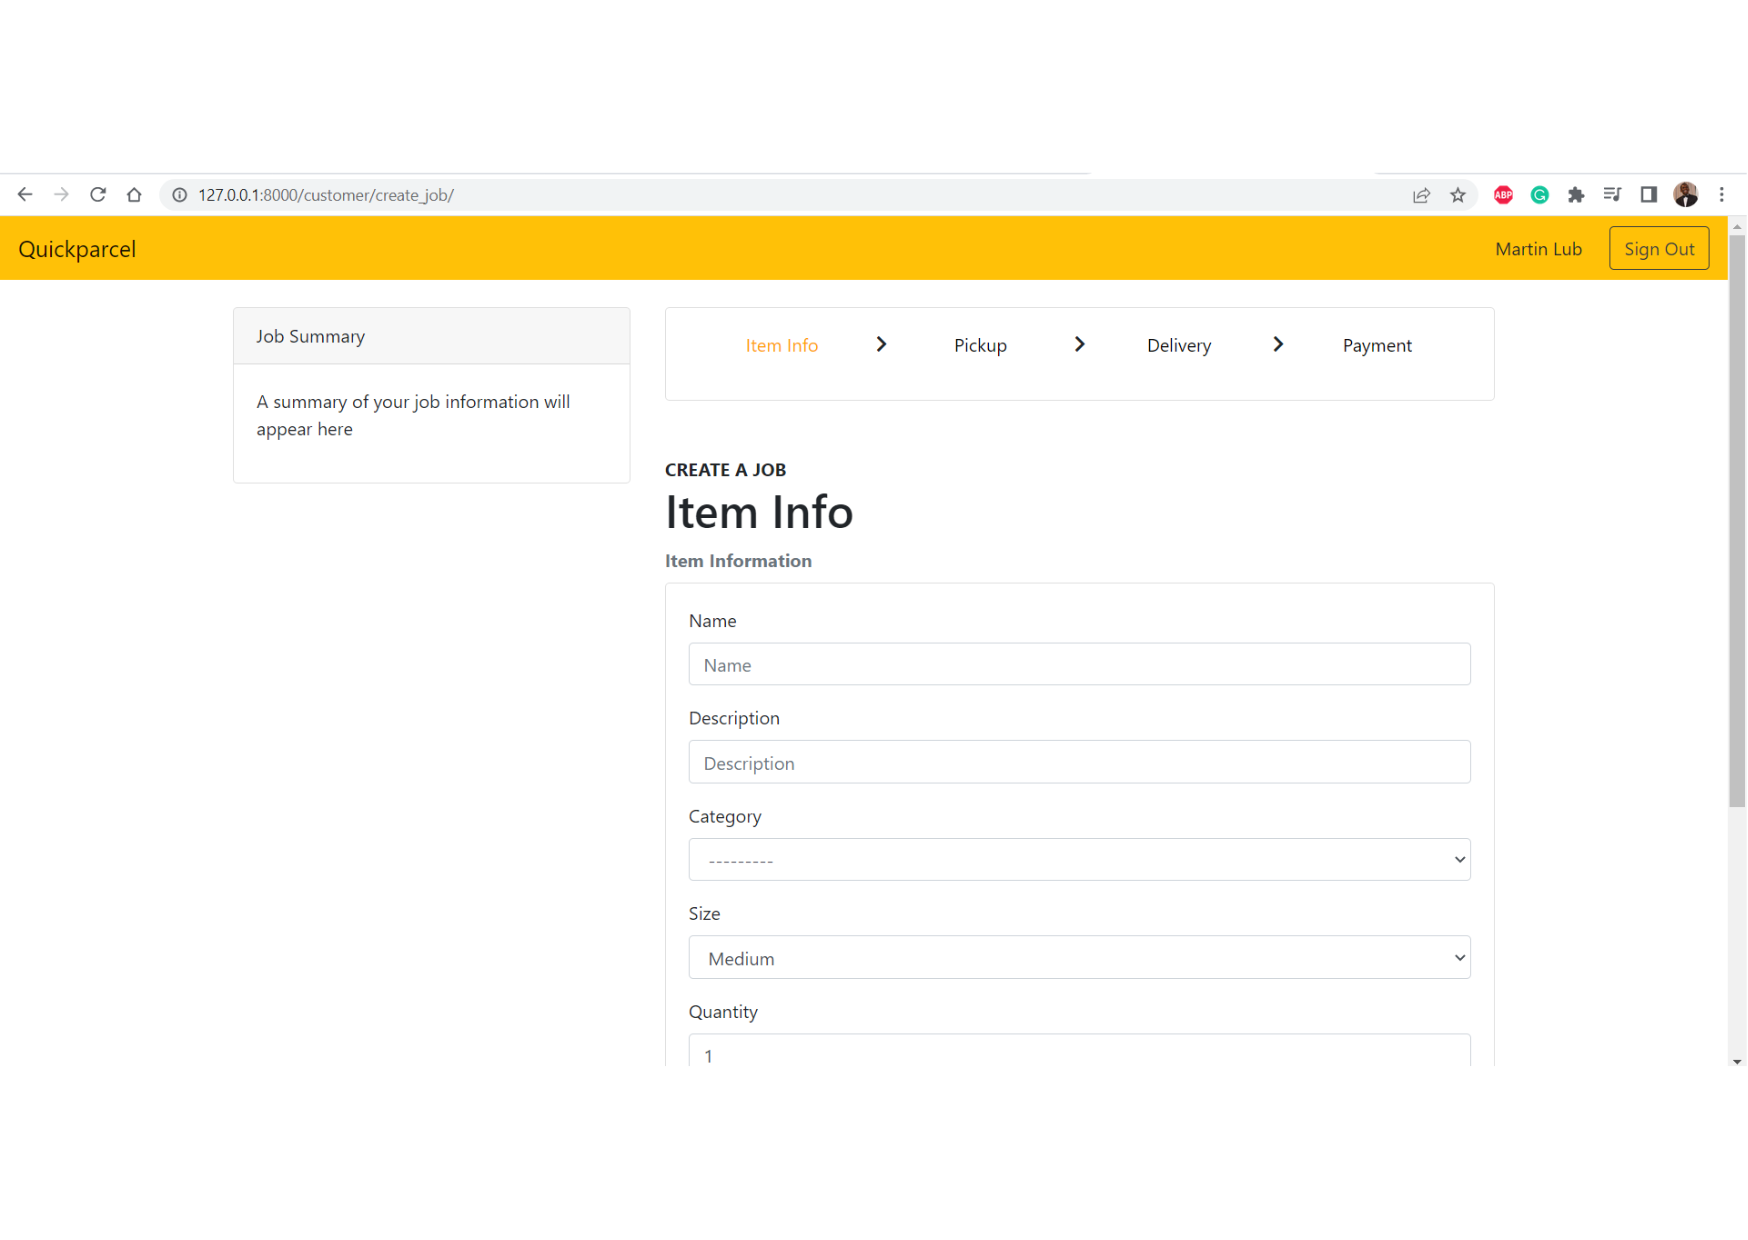 127.0.0.1:8000/customer/create_job/
ABP
G
Quickparcel
Martin Lub
Sign Out
Job Summary
A summary of your job information will
appear here
Item Info
Pickup
Delivery
Payment
CREATE A JOB
Item Info
Item Information
Name
Name
Description
Description
Category
---------
Size
Medium
Quantity
1